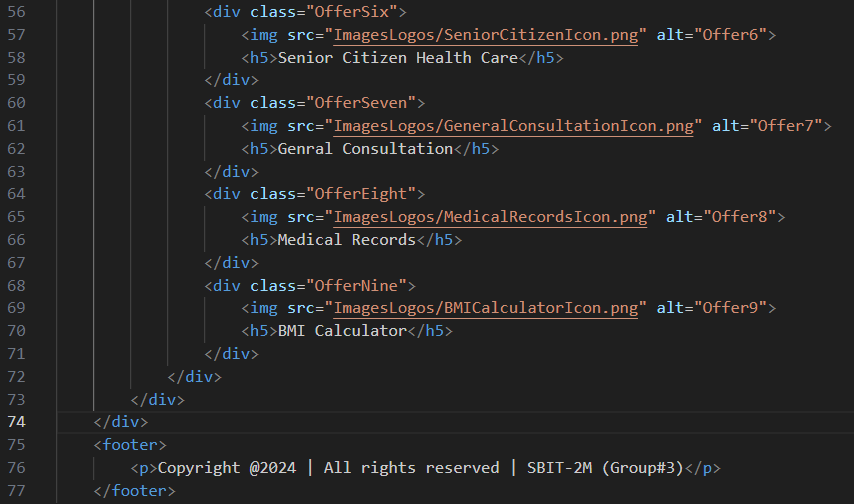 56 <div class="OfferSix">
57 <img src="ImagesLogos/SeniorCitizenIcon.png" alt="Offer6">
58 <h5>Senior Citizen Health Care</h5>
59 </div>
60 <div class="OfferSeven">
61 <img src="ImagesLogos/GeneralConsultationIcon.png" alt="Offer7">
62 <h5>Genral Consultation</h5>
63 </div>
64 <div class="OfferEight">
65 <img src="ImagesLogos/MedicalRecordsIcon.png" alt="Offer8">
66 <h5>Medical Records</h5>
67 </div>
68 <div class="OfferNine">
69 <img src="ImagesLogos/BMICalculatorIcon.png" alt="Offer9">
70 <h5>BMI Calculator</h5>
71 </div>
72 </div>
73 </div>
74 </div>
75 <footer>
76 <p>Copyright @2024 | All rights reserved | SBIT-2M (Group#3)</p>
77 </footer>